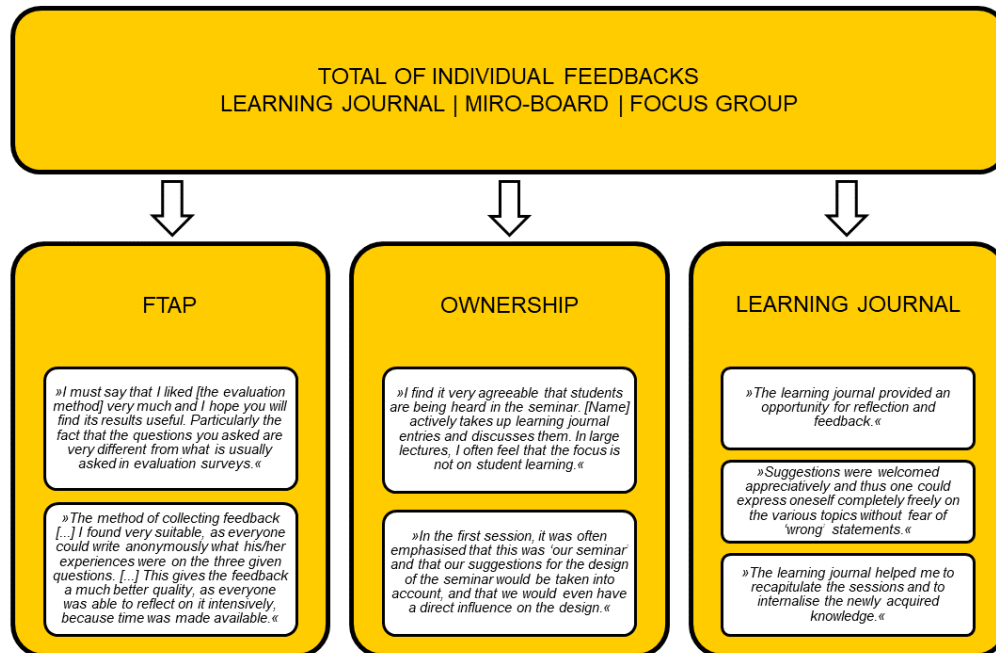 TOTAL OF INDIVIDUAL FEEDBACKS
LEARNING JOURNAL | MIRO-BOARD | FOCUS GROUP
FTAP
»I must say that I liked [the evaluation
method] very much and I hope you will
find its results useful. Particularly the
fact that the questions you asked are
very different from what is usually
asked in evaluation surveys.«
»The method of collecting feedback
[...] I found very suitable, as everyone
could write anonymously what his/her
experiences were on the three given
questions. [...] This gives the feedback
a much better quality, as everyone
was able to reflect on it intensively,
because time was made available.«
OWNERSHIP
»I find it very agreeable that students
are being heard in the seminar. [Name]
actively takes up learning journal
entries and discusses them. In large
lectures, I often feel that the focus is
not on student learning.«
»In the first session, it was often
emphasised that this was ‘our seminar’
and that our suggestions for the design
of the seminar would be taken into
account, and that we would even have
a direct influence on the design.«
LEARNING JOURNAL
»The learning journal provided an
opportunity for reflection and
feedback.«
»Suggestions were welcomed
appreciatively and thus one could
express oneself completely freely on
the various topics without fear of
‘wrong’ statements.«
»The learning journal helped me to
recapitulate the sessions and to
internalise the newly acquired
knowledge.«